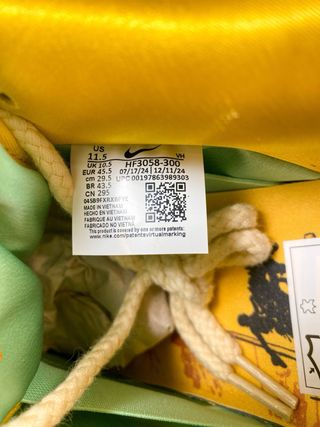 US
11.5
UK 10.5
EUR 45.5
cm 29.5
BR 43.5
CN 295
VH
HF3058-300
07/17/24 | 12/11/24
UPC 00197863989303
MADE IN VIETNAM
HECHO EN VIETNAM
FABRIQUE AU VIETNAM
FABRICADO NO VIETNÃ
This product is covered by one or more patents:
www.nike.com/patentsvirtualmarking